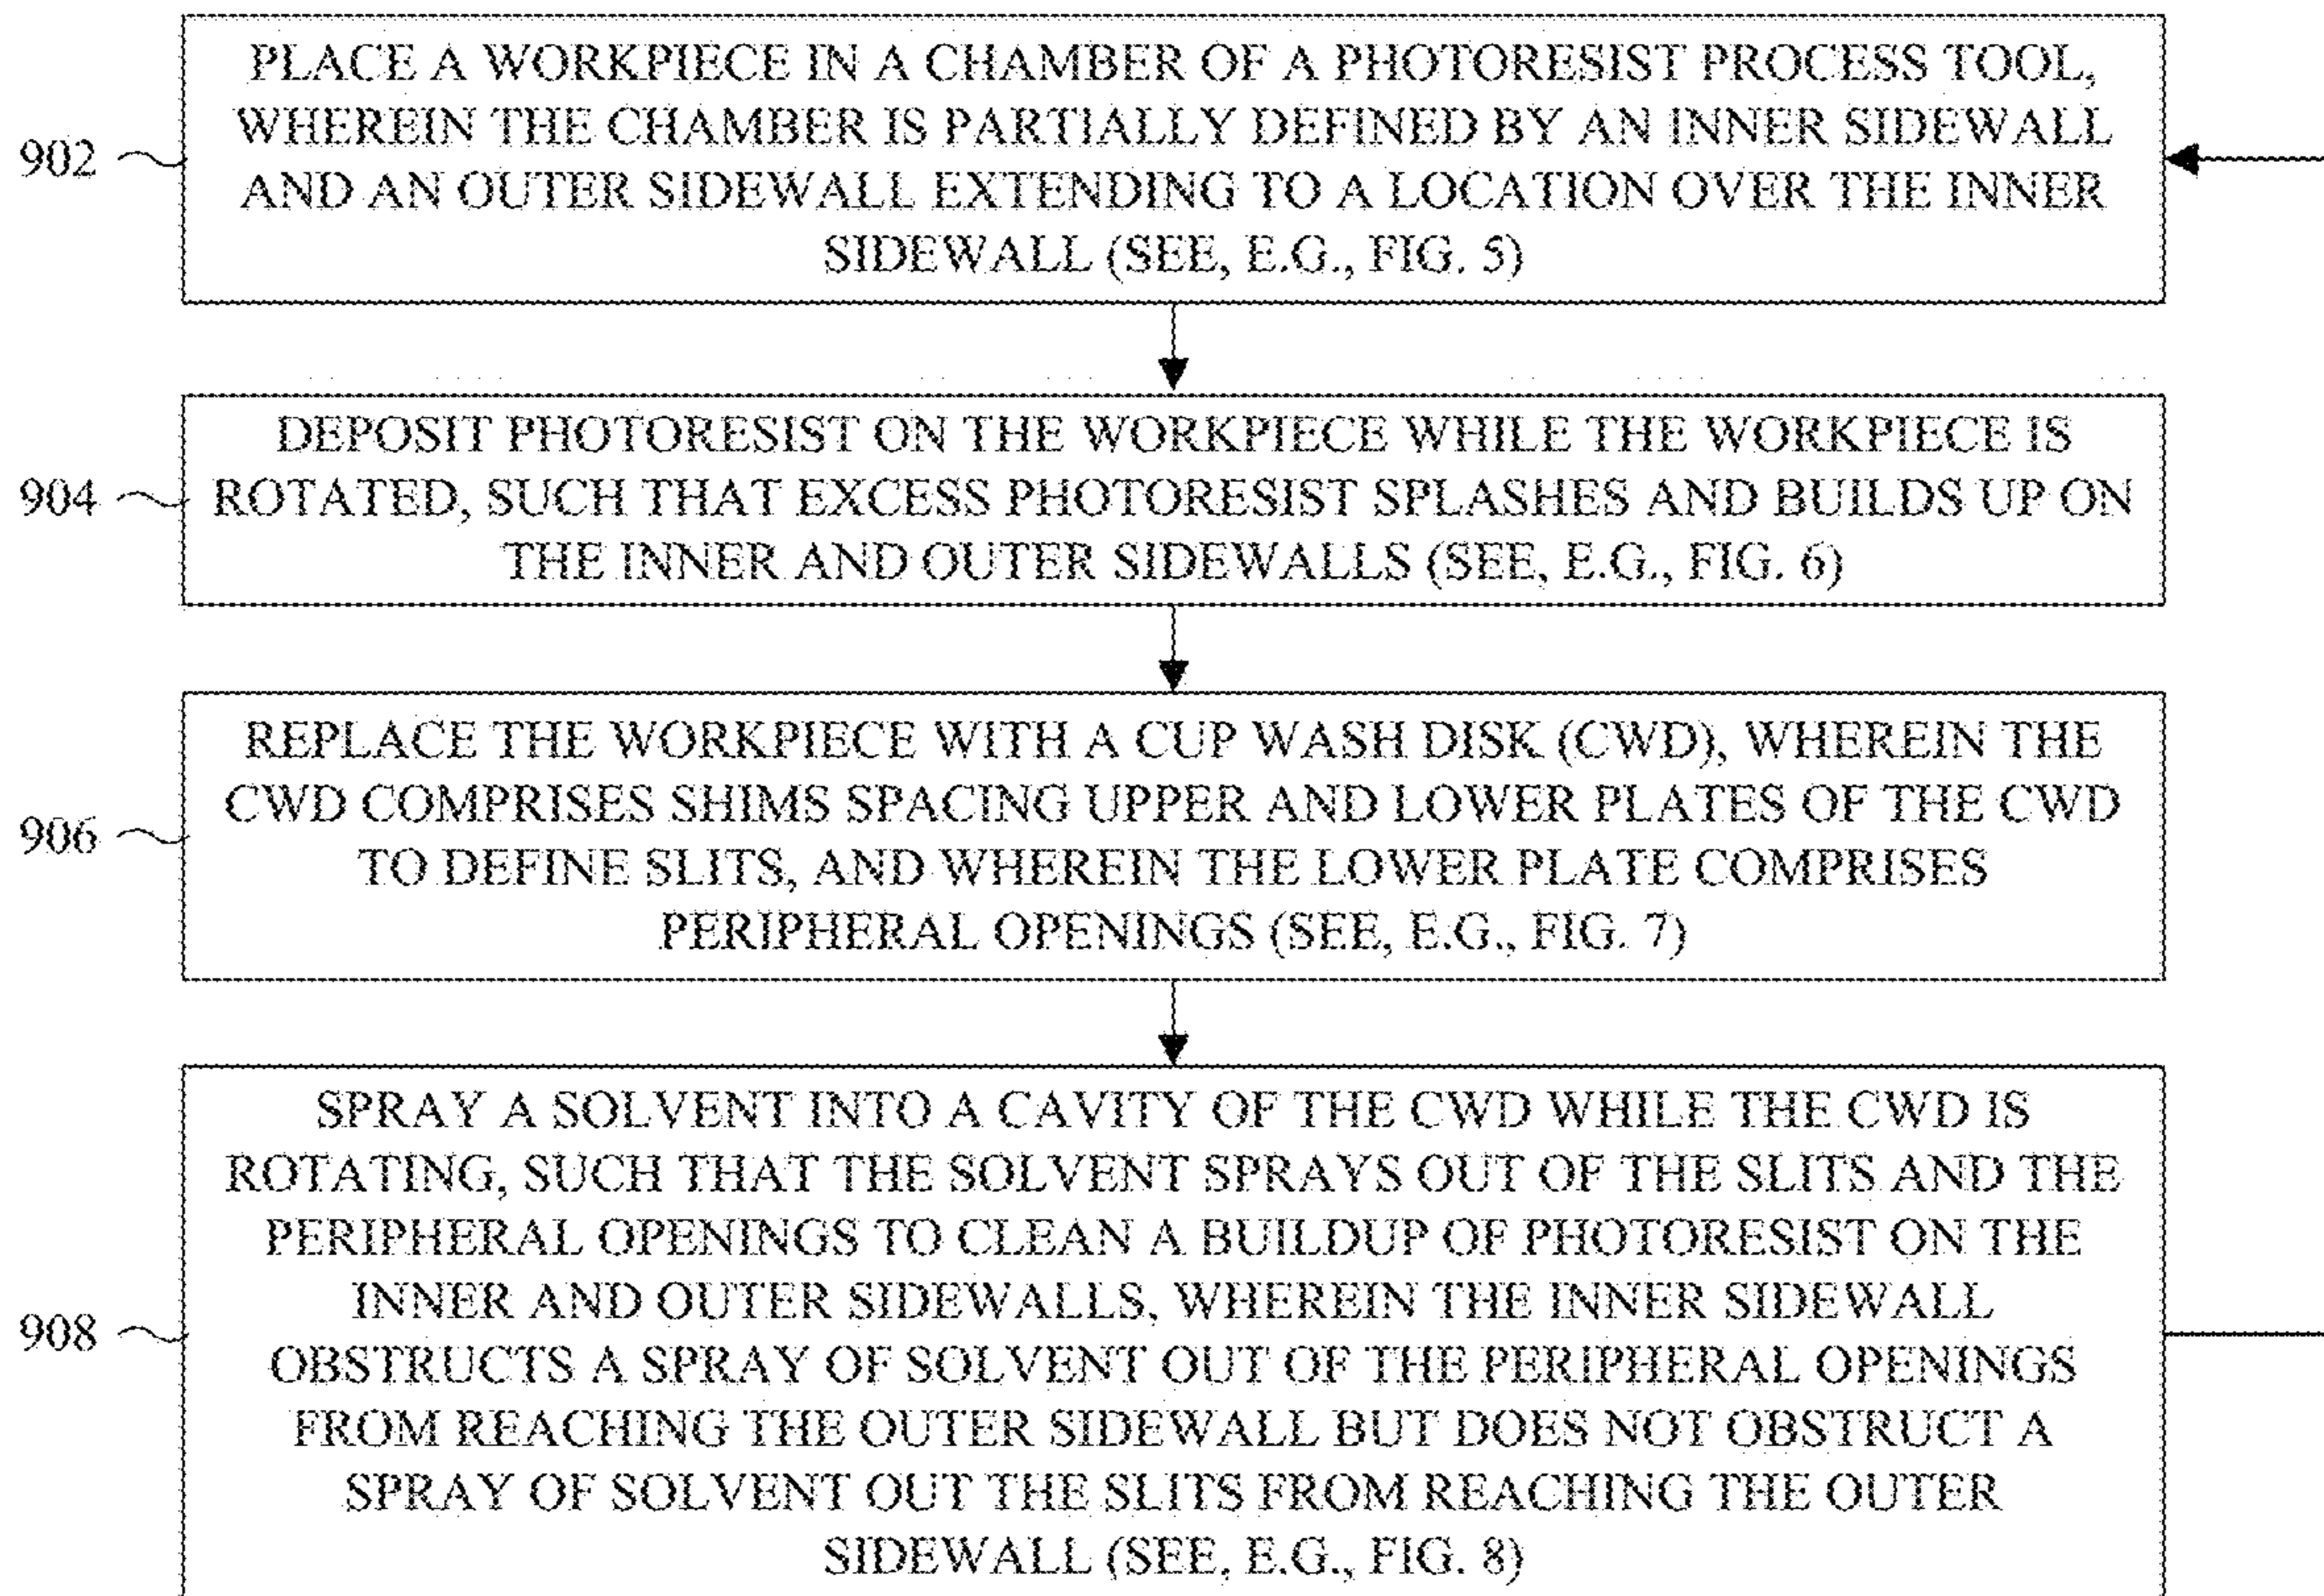 PLACE A WORKPIECE IN A CHAMBER OF A PHOTORESIST PROCESS TOOL,
WHEREIN THE CHAMBER IS PARTIALLY DEFINED BY AN INNER SIDEWALL
902
AND AN OUTER SIDEWALL EXTENDING TO A LOCATION OVER THE INNER
SIDEWALL (SEE, E.G., FIG. 5)
DEPOSIT PHOTORESIST ON THE WORKPIECE WHILE THE WORKPIECE IS
904
ROTATED, SUCH THAT EXCESS PHOTORESIST SPLASHES AND BUILDS UP ON
THE INNER AND OUTER SIDEWALLS (SEE, E.G., FIG. 6)
REPLACE THE WORKPIECE WITH A CUP WASH DISK (CWD), WHEREIN THE
CWD COMPRISES SHIMS SPACING UPPER AND LOWER PLATES OF THE CWD
906
TO DEFINE SLITS, AND WHEREIN THE LOWER PLATE COMPRISES
PERIPHERAL OPENINGS (SEE, E.G., FIG. 7)
SPRAY A SOLVENT INTO A CAVITY OF THE CWD WHILE THE CWD IS
ROTATING, SUCH THAT THE SOLVENT SPRAYS OUT OF THE SLITS AND THE
PERIPHERAL OPENINGS TO CLEAN A BUILDUP OF PHOTORESIST ON THE
INNER AND OUTER SIDEWALLS, WHEREIN THE INNER SIDEWALL
908
OBSTRUCTS A SPRAY OF SOLVENT OUT OF THE PERIPHERAL OPENINGS
FROM REACHING THE OUTER SIDEWALL BUT DOES NOT OBSTRUCT A
SPRAY OF SOLVENT OUT THE SLITS FROM REACHING THE OUTER
SIDEWALL (SEE, E.G., FIG. 8)